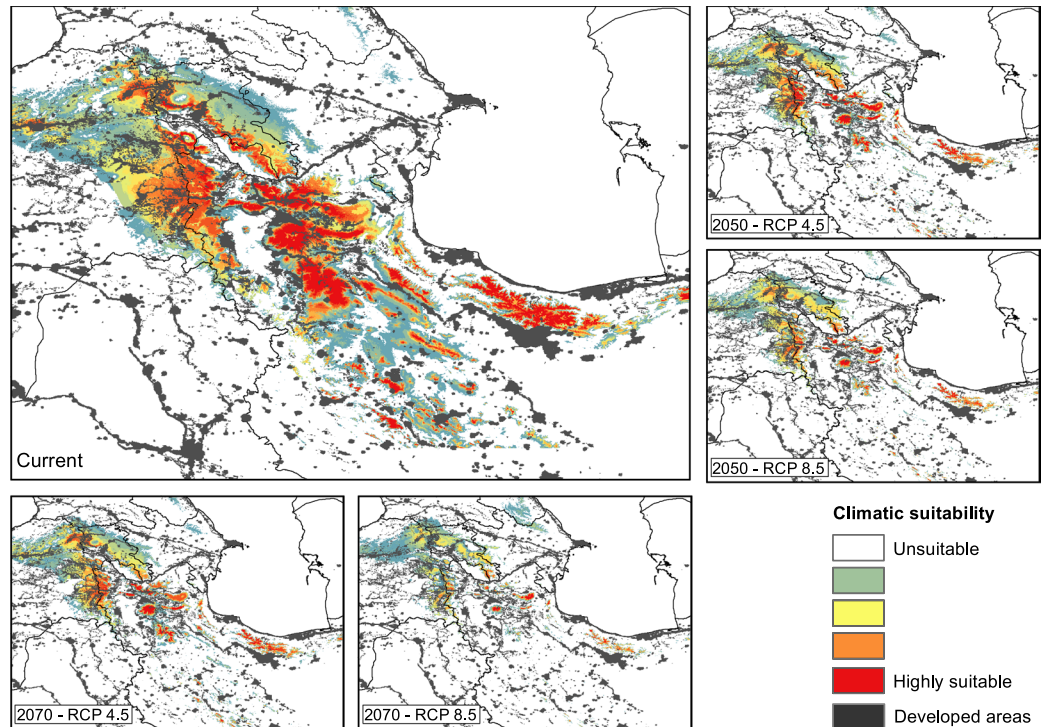 Current
2050 - RCP 4.5
2050 - RCP 8.5
2070 - RCP 4.5
2070 - RCP 8.5
Climatic suitability
Unsuitable
Highly suitable
Developed areas